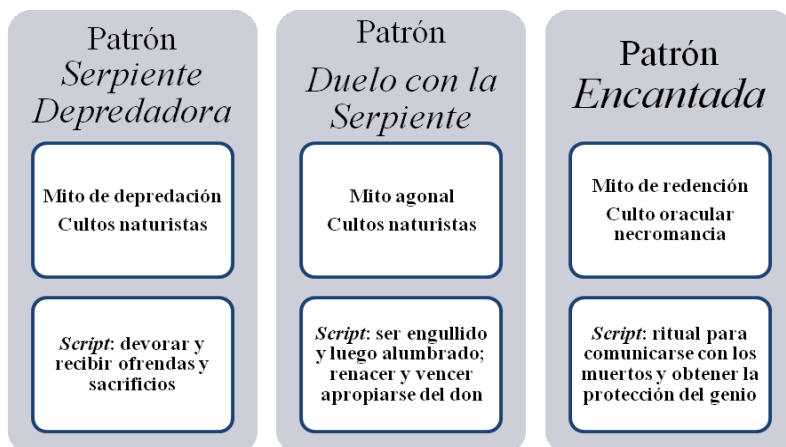 Patrón
Serpiente
Depredadora
Mito de depredación
Cultos naturistas
Script: devorar y
recibir ofrendas y
sacrificios
Patrón
Duelo con la
Serpiente
Mito agonal
Cultos naturistas
Script: ser engullido
y luego alumbrado;
renacer y vencer
apropiarse del don
Patrón
Encantada
Mito de redención
Culto oracular
necromancia
Script: ritual para
comunicarse con los
muertos y obtener la
protección del genio